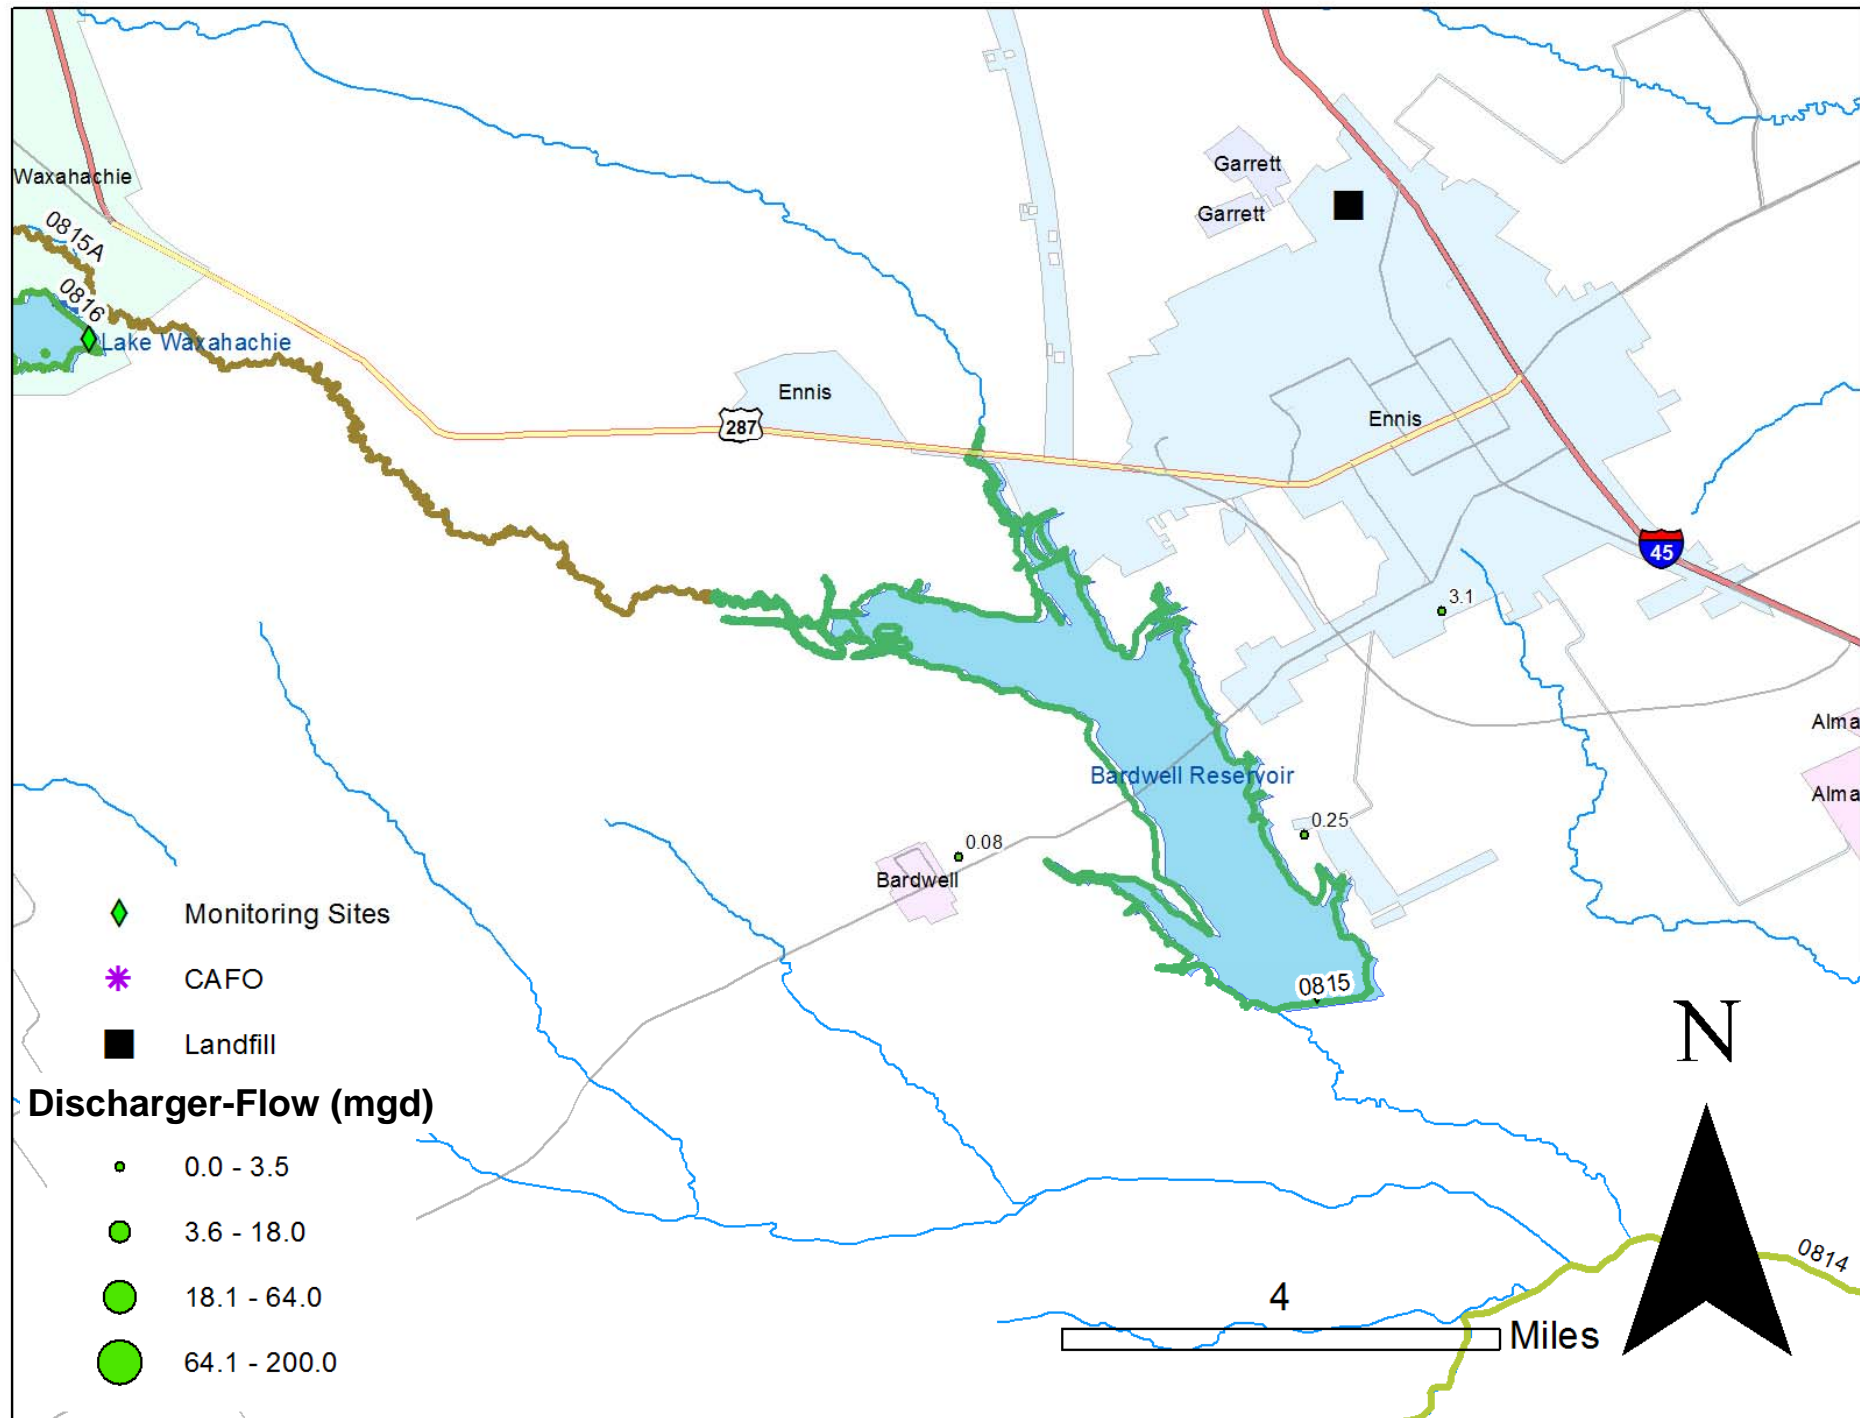 Waxahachie
0815A
0816
Lake Waxahachie
Garrett
Garrett
Ennis
287
Ennis
45
3.1
Alma
Alma
Bardwell Reservoir
0.25
0.08
Bardwell
0815
0814
Monitoring Sites
CAFO
Landfill
Discharger-Flow (mgd)
0.0 - 3.5
3.6 - 18.0
18.1 - 64.0
64.1 - 200.0
N
4
Miles